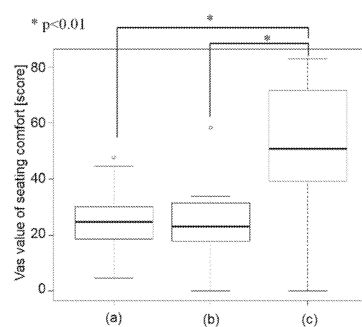 * p<0.01
*
*
Vas value of seating comfort [score]
80
60
40
20
0
(a) (b) (c)